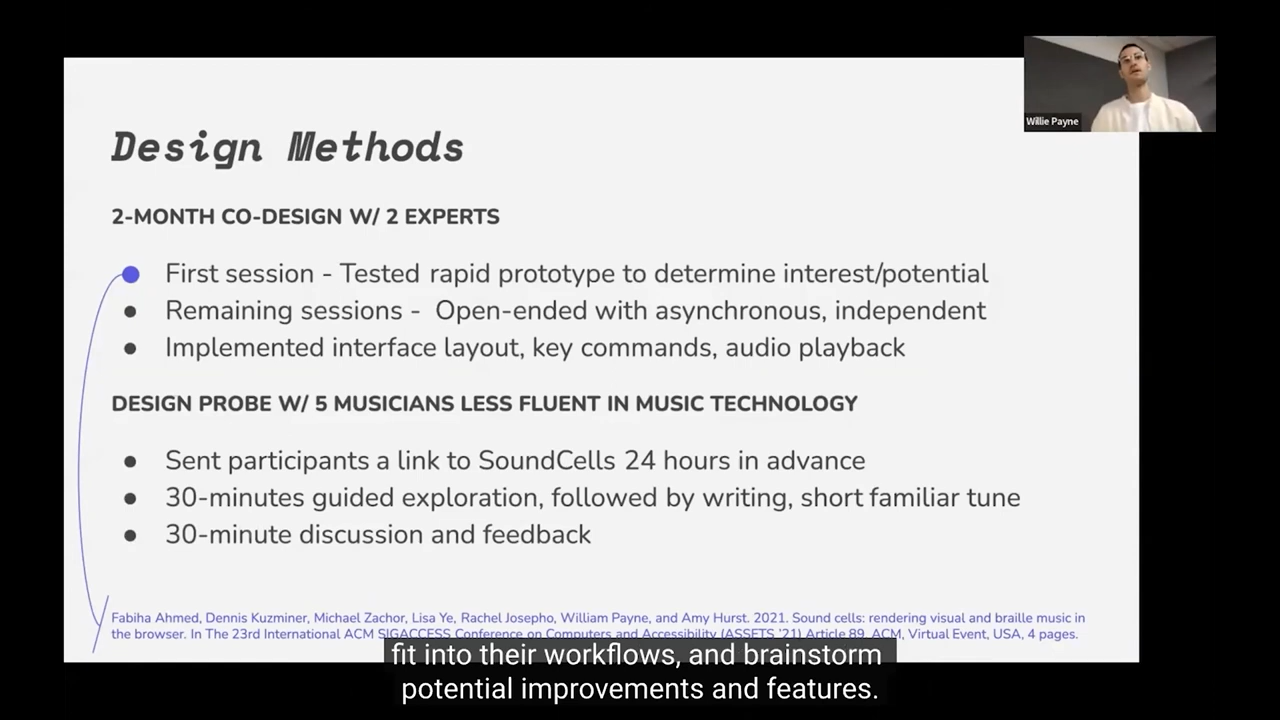 Willie Payne
Design Methods
2-MONTH CO-DESIGN W/ 2 EXPERTS
● First session - Tested rapid prototype to determine interest/potential
● Remaining sessions - Open-ended with asynchronous, independent
● Implemented interface layout, key commands, audio playback
DESIGN PROBE W/ 5 MUSICIANS LESS FLUENT IN MUSIC TECHNOLOGY
● Sent participants a link to SoundCells 24 hours in advance
● 30-minutes guided exploration, followed by writing, short familiar tune
● 30-minute discussion and feedback
Fabiha Ahmed, Dennis Kuzminer, Michael Zachor, Lisa Ye, Rachel Josepho, William Payne, and Amy Hurst. 2021. Sound cells: rendering visual and braille music in
the browser. In The 23rd International ACM SIGACCESS Conference on Computers and Accessibility (ASSETS '21) Article 89. ACM, Virtual Event, USA, 4 pages.
fit into their workflows, and brainstorm
potential improvements and features.